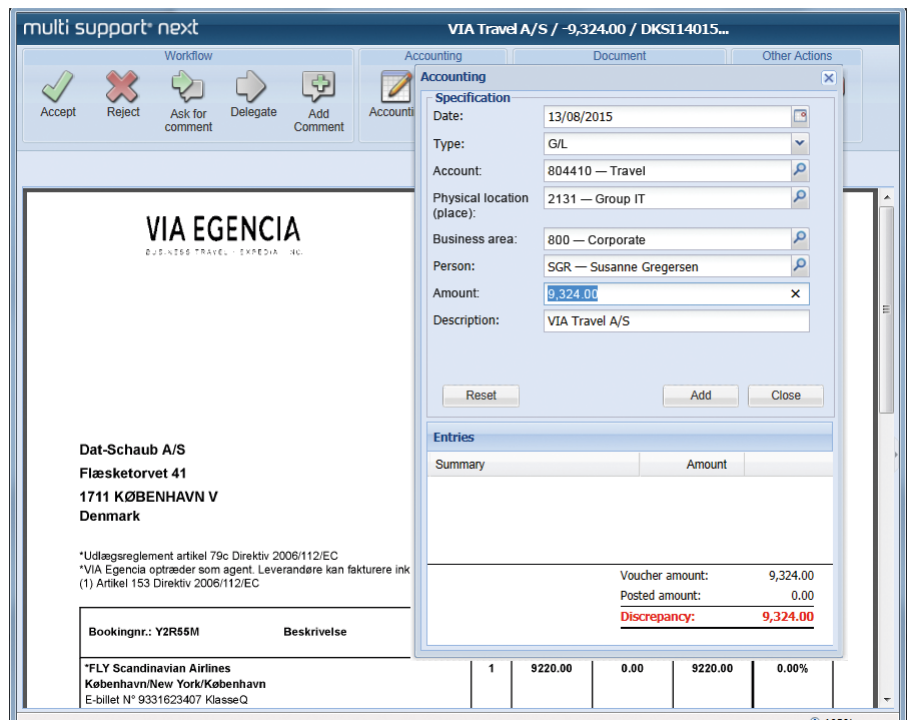 multi support® next
VIA Travel A/S / -9,324.00 / DKSI14015...
Workflow
Accounting
Document
Other Actions
Accept
Reject
Ask for
comment
Delegate
Add
Comment
Accounti
Accounting
Specification
Date: 13/08/2015
Type: G/L
Account: 804410 — Travel
Physical location
(place): 2131 — Group IT
Business area: 800 — Corporate
Person: SGR — Susanne Gregersen
Amount: 9,324.00
Description: VIA Travel A/S
Reset Add Close
Entries
Summary Amount
Voucher amount: 9,324.00
Posted amount: 0.00
Discrepancy: 9,324.00
VIA EGENCIA
BUSINESS TRAVEL · EXPEDIA INC.
Dat-Schaub A/S
Flæsketorvet 41
1711 KØBENHAVN V
Denmark
*Udlægsreglement artikel 79c Direktiv 2006/112/EC
*VIA Egencia optræder som agent. Leverandøre kan fakturere ink
(1) Artikel 153 Direktiv 2006/112/EC
Bookingnr.: Y2R55M Beskrivelse
*FLY Scandinavian Airlines 1 9220.00 0.00 9220.00 0.00%
København/New York/København
E-billet N° 9331623407 KlasseQ